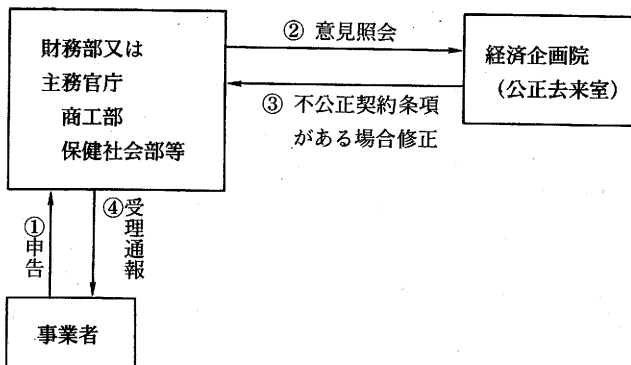 財務部又は
主務官庁
商工部
保健社会部等
② 意見照会
経済企画院
(公正去来室)
③ 不公正契約条項
がある場合修正
①申告
④受理通報
事業者